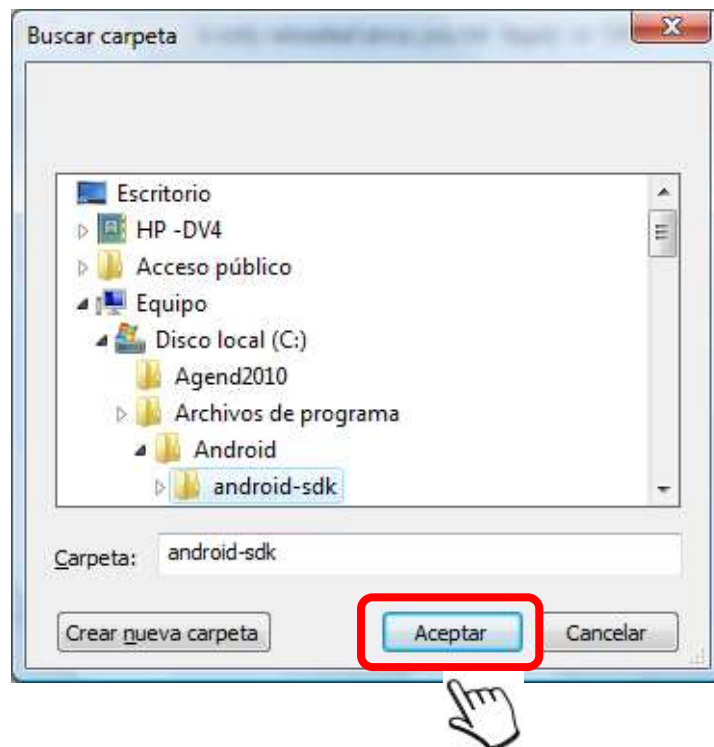 Buscar carpeta
Escritorio
HP -DV4
Acceso público
Equipo
Disco local (C:)
Agend2010
Archivos de programa
Android
android-sdk
Carpeta: android-sdk
Crear nueva carpeta Aceptar Cancelar